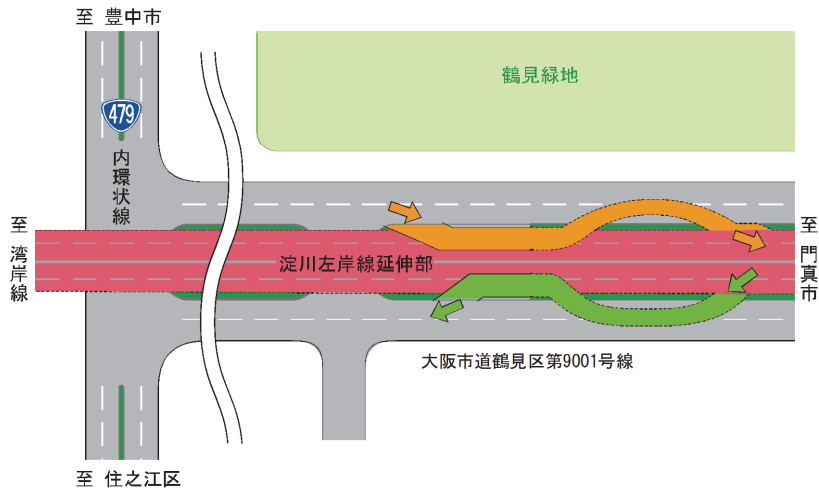 至 豊中市
鶴見緑地
479
内環状線
至 湾岸線
淀川左岸線延伸部
至 門真市
大阪市道鶴見区第9001号線
至 住之江区